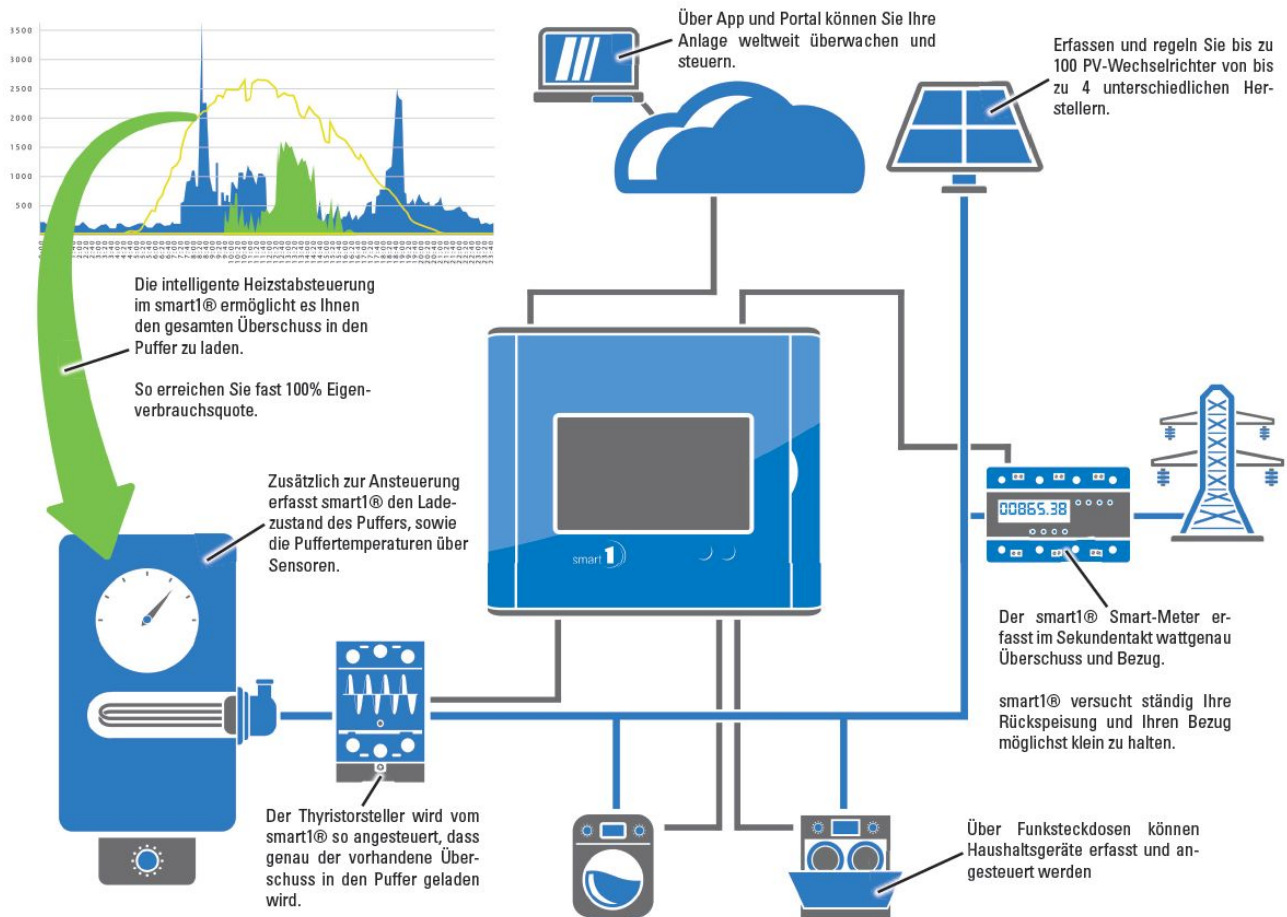 3500
3000
2500
2000
1500
1000
500
Über App und Portal können Sie Ihre
Anlage weltweit überwachen und
steuern.
Erfassen und regeln Sie bis zu
100 PV-Wechselrichter von bis
zu 4 unterschiedlichen Her-
stellern.
Die intelligente Heizstabsteuerung
im smart1® ermöglicht es Ihnen
den gesamten Überschuss in den
Puffer zu laden.
So erreichen Sie fast 100% Eigen-
verbrauchsquote.
Zusätzlich zur Ansteuerung
erfasst smart1® den Lade-
zustand des Puffers, sowie
die Puffertemperaturen über
Sensoren.
smart 1
00865.38
Der smart1® Smart-Meter er-
fasst im Sekundentakt wattgenau
Überschuss und Bezug.
smart1® versucht ständig Ihre
Rückspeisung und Ihren Bezug
möglichst klein zu halten.
Der Thyristorsteller wird vom
smart1® so angesteuert, dass
genau der vorhandene Über-
schuss in den Puffer geladen
wird.
Über Funksteckdosen können
Haushaltsgeräte erfasst und an-
gesteuert werden